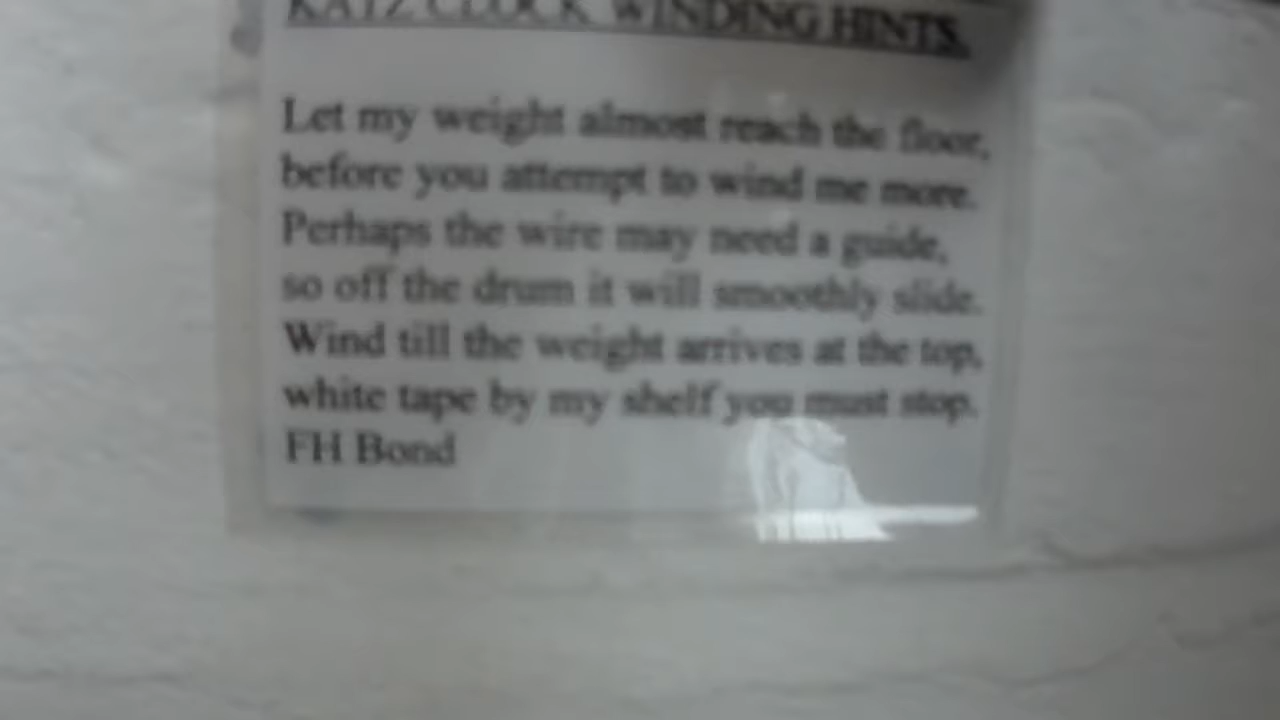 KATZ CLOCK WINDING HINTS.
Let my weight almost reach the floor,
before you attempt to wind me more.
Perhaps the wire may need a guide,
so off the drum it will smoothly slide.
Wind till the weight arrives at the top,
white tape by my shelf you must stop.
FH Bond